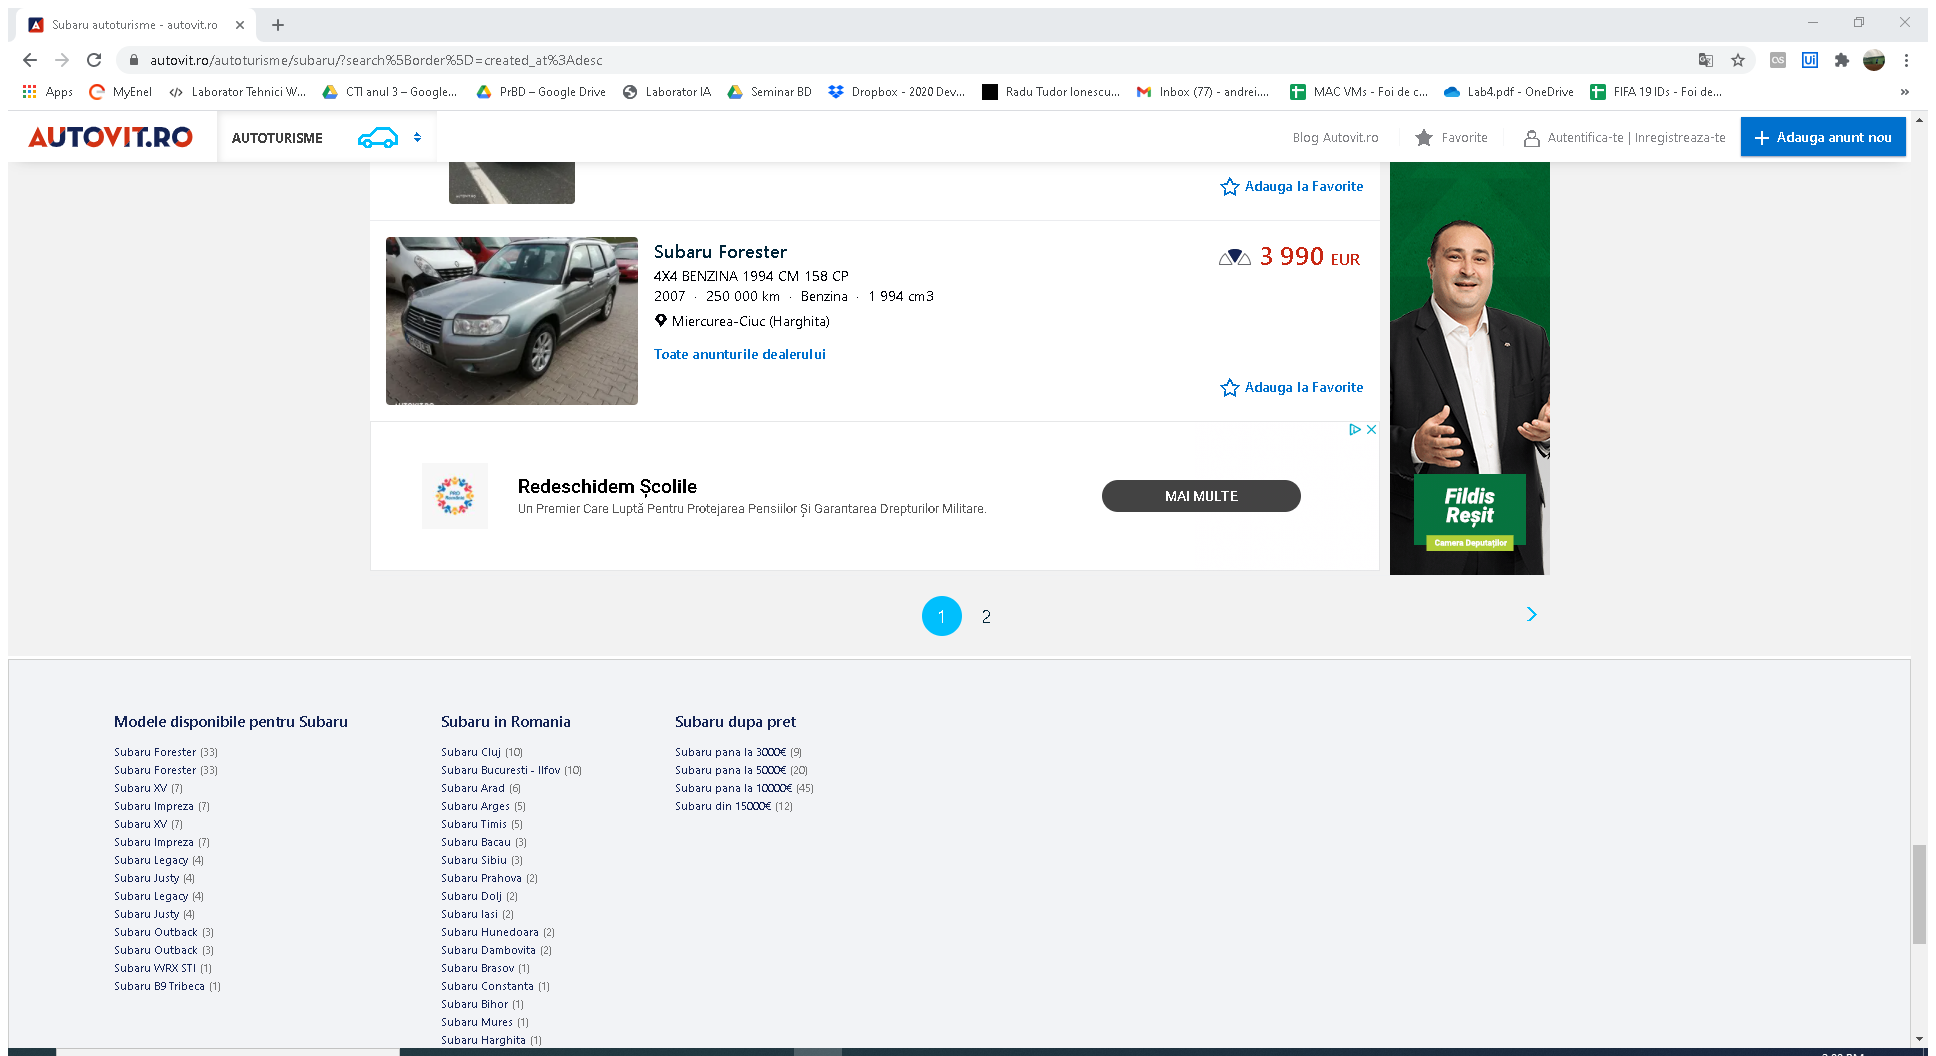 Subaru autoturisme - autovit.ro
autovit.ro/autoturisme/subaru/?search%5Border%5D=created_at%3Adesc
Apps
MyEnel
Laborator Tehnici W...
CTI anul 3 – Google...
PrBD – Google Drive
Laborator IA
Seminar BD
Dropbox - 2020 Dev...
Radu Tudor Ionescu...
Inbox (77) - andrei....
MAC VMs - Foi de c...
Lab4.pdf - OneDrive
FIFA 19 IDs - Foi de...
»
AUTOVIT.RO
AUTOTURISME
Blog Autovit.ro
Favorite
Autentifica-te | Inregistreaza-te
Adauga anunt nou
Adauga la Favorite
Subaru Forester
3 990 EUR
4X4 BENZINA 1994 CM 158 CP
2007 · 250 000 km · Benzina · 1 994 cm3
Miercurea-Ciuc (Harghita)
Toate anunturile dealerului
Adauga la Favorite
AUTOVIT.RO
PRO
România
Redeschidem Școlile
Un Premier Care Luptă Pentru Protejarea Pensiilor Și Garantarea Drepturilor Militare.
MAI MULTE
Fildis
Reșit
Camera Deputaților
1 2
Modele disponibile pentru Subaru
Subaru Forester (33)
Subaru Forester (33)
Subaru XV (7)
Subaru Impreza (7)
Subaru XV (7)
Subaru Impreza (7)
Subaru Legacy (4)
Subaru Justy (4)
Subaru Legacy (4)
Subaru Justy (4)
Subaru Outback (3)
Subaru Outback (3)
Subaru WRX STI (1)
Subaru B9 Tribeca (1)
Subaru in Romania
Subaru Cluj (10)
Subaru Bucuresti - Ilfov (10)
Subaru Arad (6)
Subaru Arges (5)
Subaru Timis (5)
Subaru Bacau (3)
Subaru Sibiu (3)
Subaru Prahova (2)
Subaru Dolj (2)
Subaru Iasi (2)
Subaru Hunedoara (2)
Subaru Dambovita (2)
Subaru Brasov (1)
Subaru Constanta (1)
Subaru Bihor (1)
Subaru Mures (1)
Subaru Harghita (1)
Subaru dupa pret
Subaru pana la 3000€ (9)
Subaru pana la 5000€ (20)
Subaru pana la 10000€ (45)
Subaru din 15000€ (12)